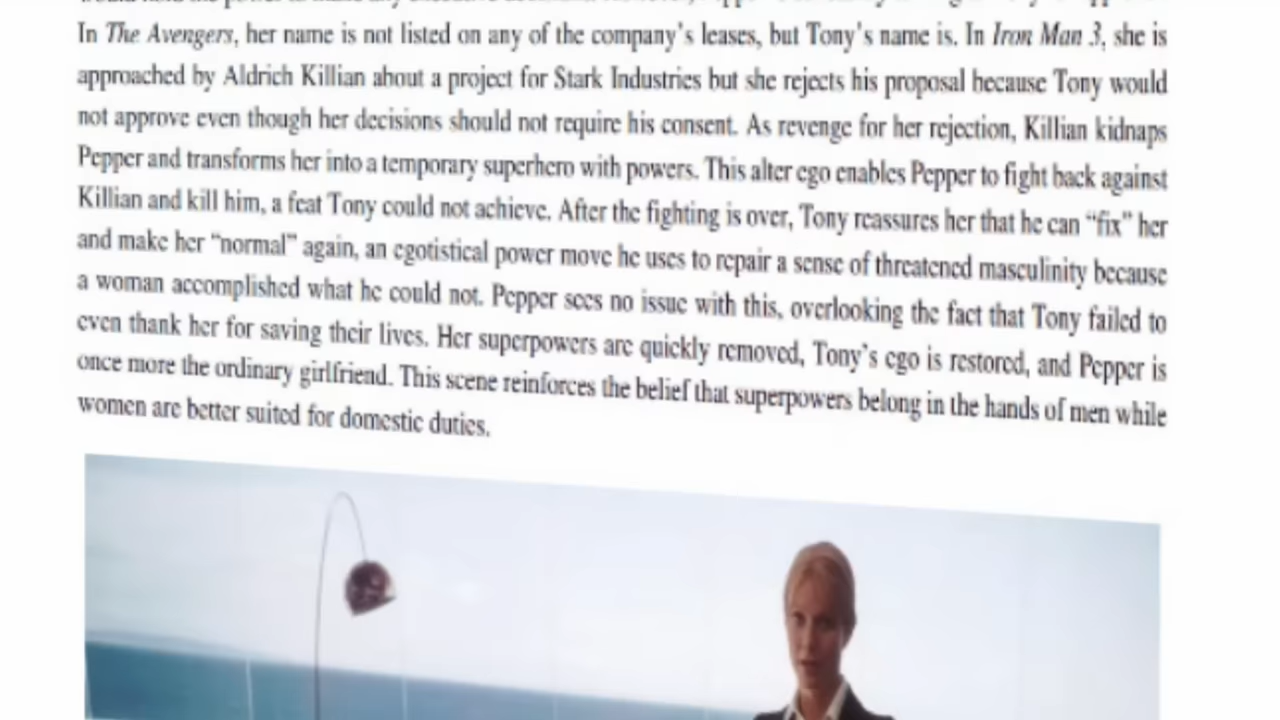 In The Avengers, her name is not listed on any of the company's leases, but Tony's name is. In Iron Man 3, she is
approached by Aldrich Killian about a project for Stark Industries but she rejects his proposal because Tony would
not approve even though her decisions should not require his consent. As revenge for her rejection, Killian kidnaps
Pepper and transforms her into a temporary superhero with powers. This alter ego enables Pepper to fight back against
Killian and kill him, a feat Tony could not achieve. After the fighting is over, Tony reassures her that he can “fix” her
and make her “normal” again, an egotistical power move he uses to repair a sense of threatened masculinity because
a woman accomplished what he could not. Pepper sees no issue with this, overlooking the fact that Tony failed to
even thank her for saving their lives. Her superpowers are quickly removed, Tony's ego is restored, and Pepper is
once more the ordinary girlfriend. This scene reinforces the belief that superpowers belong in the hands of men while
women are better suited for domestic duties.